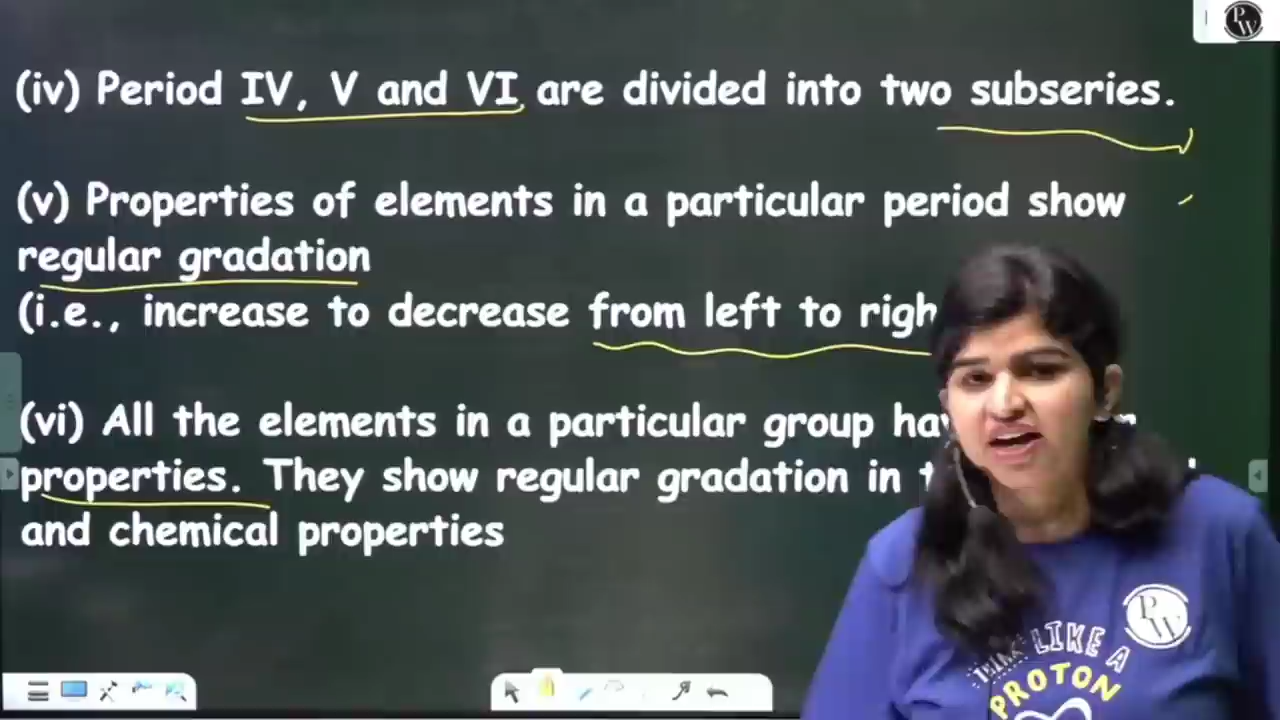 PW
(iv) Period IV, V and VI are divided into two subseries.
(v) Properties of elements in a particular period show
regular gradation
(i.e., increase to decrease from left to righ
(vi) All the elements in a particular group hav
properties. They show regular gradation in t
and chemical properties
PW
THINK LIKE A
PROTON